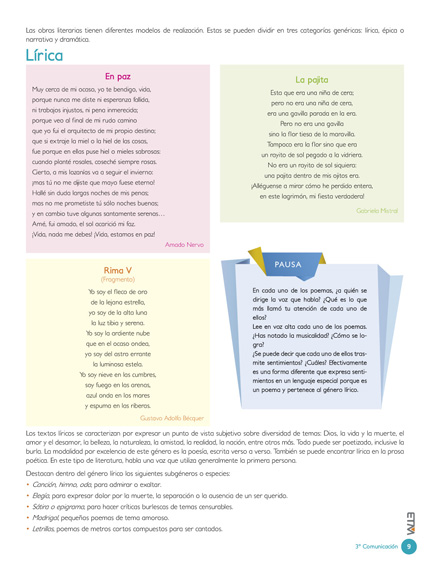 Las obras literarias tienen diferentes modelos de realización. Estas se pueden dividir en tres categorías genéricas: lírica, épica o
narrativa y dramática.
Lírica
En paz
Muy cerca de mi ocaso, yo te bendigo, vida,
porque nunca me diste ni esperanza fallida,
ni trabajos injustos, ni pena inmerecida;
porque veo al final de mi rudo camino
que yo fui el arquitecto de mi propio destino;
que si extraje la miel o la hiel de las cosas,
fue porque en ellas puse hiel o mieles sabrosas:
cuando planté rosales, coseché siempre rosas.
Cierto, a mis lozanías va a seguir el invierno:
¡mas tú no me dijiste que mayo fuese eterno!
Hallé sin duda largas noches de mis penas;
mas no me prometiste tú sólo noches buenas;
y en cambio tuve algunas santamente serenas…
Amé, fui amado, el sol acarició mi faz.
¡Vida, nada me debes! ¡Vida, estamos en paz!
Amado Nervo
La pajita
Esta que era una niña de cera;
pero no era una niña de cera,
era una gavilla parada en la era.
Pero no era una gavilla
sino la flor tiesa de la maravilla.
Tampoco era la flor sino que era
un rayito de sol pegado a la vidriera.
No era un rayito de sol siquiera:
una pajita dentro de mis ojitos era.
¡Alléguense a mirar cómo he perdido entera,
en este lagrimón, mi fiesta verdadera!
Gabriela Mistral
Rima V
(Fragmento)
Yo soy el fleco de oro
de la lejana estrella,
yo soy de la alta luna
la luz tibia y serena.
Yo soy la ardiente nube
que en el ocaso ondea,
yo soy del astro errante
la luminosa estela.
Yo soy nieve en las cumbres,
soy fuego en las arenas,
azul onda en los mares
y espuma en las riberas.
Gustavo Adolfo Bécquer
PAUSA
En cada uno de los poemas, ¿a quién se
dirige la voz que habla? ¿Qué es lo que
más llamó tu atención de cada uno de
ellos?
Lee en voz alta cada uno de los poemas.
¿Has notado la musicalidad? ¿Cómo se lo-
gra?
¿Se puede decir que cada uno de ellos tras-
mite sentimientos? ¿Cuáles? Efectivamente
es una forma diferente que expresa senti-
mientos en un lenguaje especial porque es
un poema y pertenece al género lírico.
Los textos líricos se caracterizan por expresar un punto de vista subjetivo sobre diversidad de temas: Dios, la vida y la muerte, el
amor y el desamor, la belleza, la naturaleza, la amistad, la realidad, la nación, entre otros más. Todo puede ser poetizado, inclusive la
burla. La modalidad por excelencia de este género es la poesía, escrita verso a verso. También se puede encontrar lírica en la prosa
poética. En este tipo de literatura, habla una voz que utiliza generalmente la primera persona.
Destacan dentro del género lírico los siguientes subgéneros o especies:
• Canción, himno, oda, para admirar o exaltar.
• Elegía, para expresar dolor por la muerte, la separación o la ausencia de un ser querido.
• Sátira o epigrama, para hacer críticas burlescas de temas censurables.
• Madrigal, pequeños poemas de tema amoroso.
• Letrillas, poemas de metros cortos compuestos para ser cantados.
ETM
3° Comunicación 9